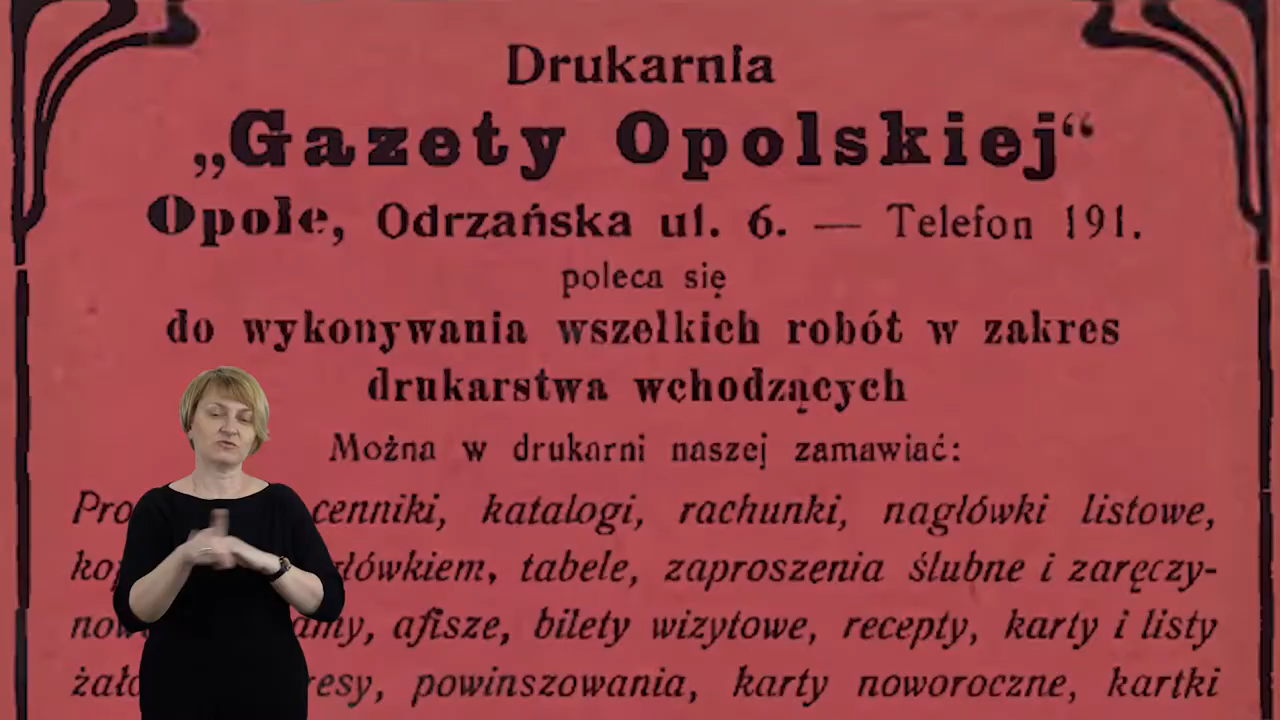 Drukarnia
„Gazety Opolskiej“
Opole, Odrzańska ul. 6. — Telefon 191.
poleca się
do wykonywania wszelkich robót w zakres
drukarstwa wchodzących
Można w drukarni naszej zamawiać:
cenniki, katalogi, rachunki, nagłówki listowe,
tabele, zaproszenia ślubne i zaręczy-
afisze, bilety wizytowe, recepty, karty i listy
powinszowania, karty noworoczne, kartki